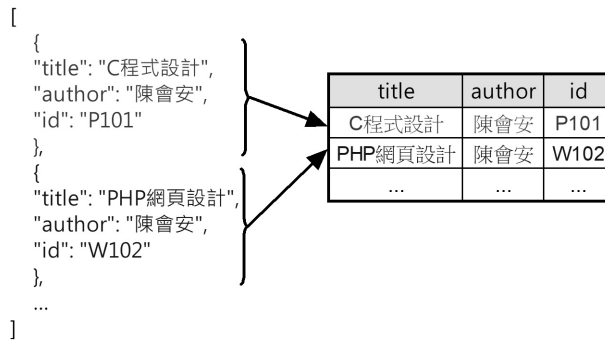 [
{
"title": "C程式設計",
"author": "陳會安",
"id": "P101"
},
{
"title": "PHP網頁設計",
"author": "陳會安",
"id": "W102"
},
...
]
title author id
C程式設計 陳會安 P101
PHP網頁設計 陳會安 W102
... ... ...